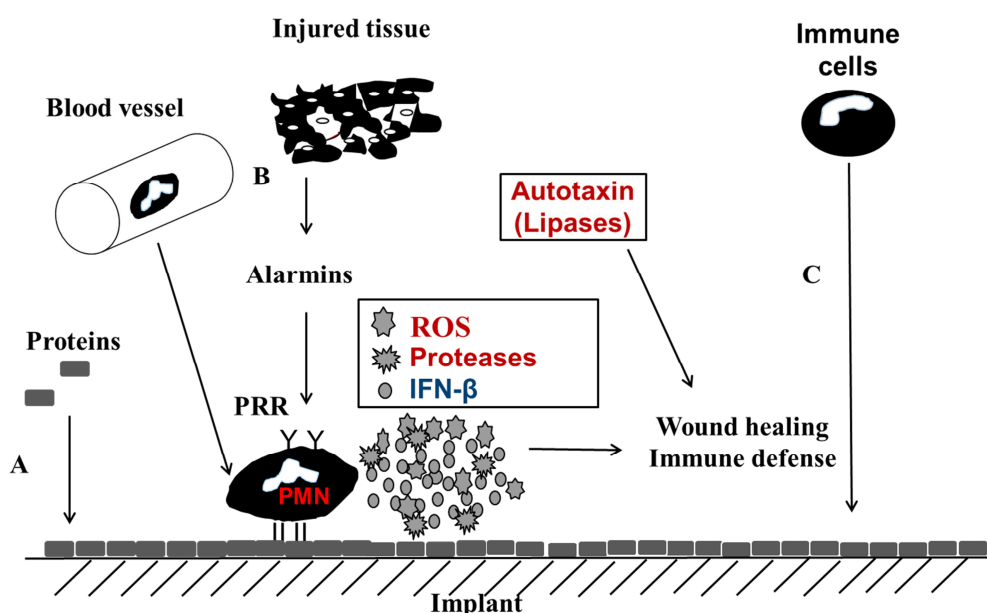 Injured tissue
Immune
cells
Blood vessel
B
Autotaxin
(Lipases)
Alarmins
C
ROS
Proteases
IFN-β
Proteins
PRR
Wound healing
Immune defense
A
PMN
Implant